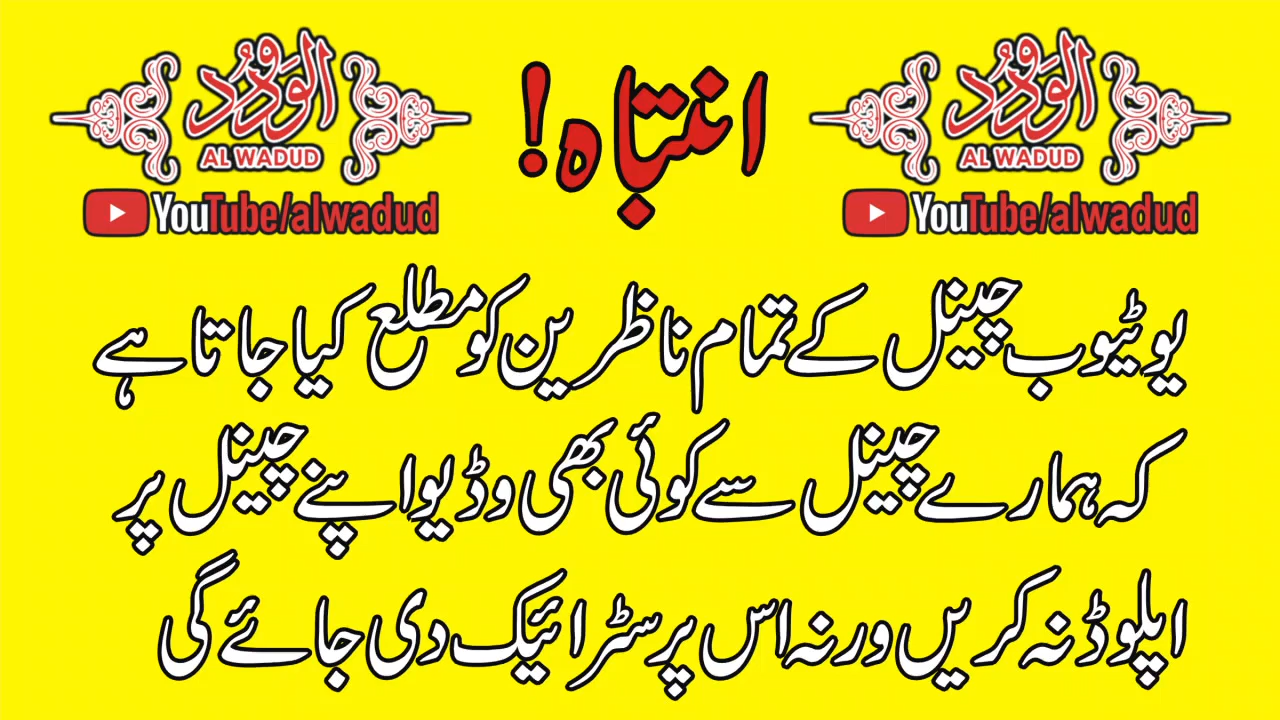 الودود
AL WADUD
YouTube/alwadud
انتباہ!
الودود
AL WADUD
YouTube/alwadud
یوٹیوب چینل کے تمام ناظرین کو مطلع کیا جاتا ہے
کہ ہمارے چینل سے کوئی بھی وڈیو اپنے چینل پر
اپلوڈ نہ کریں ورنہ اس پر سٹرائیک دی جائے گی